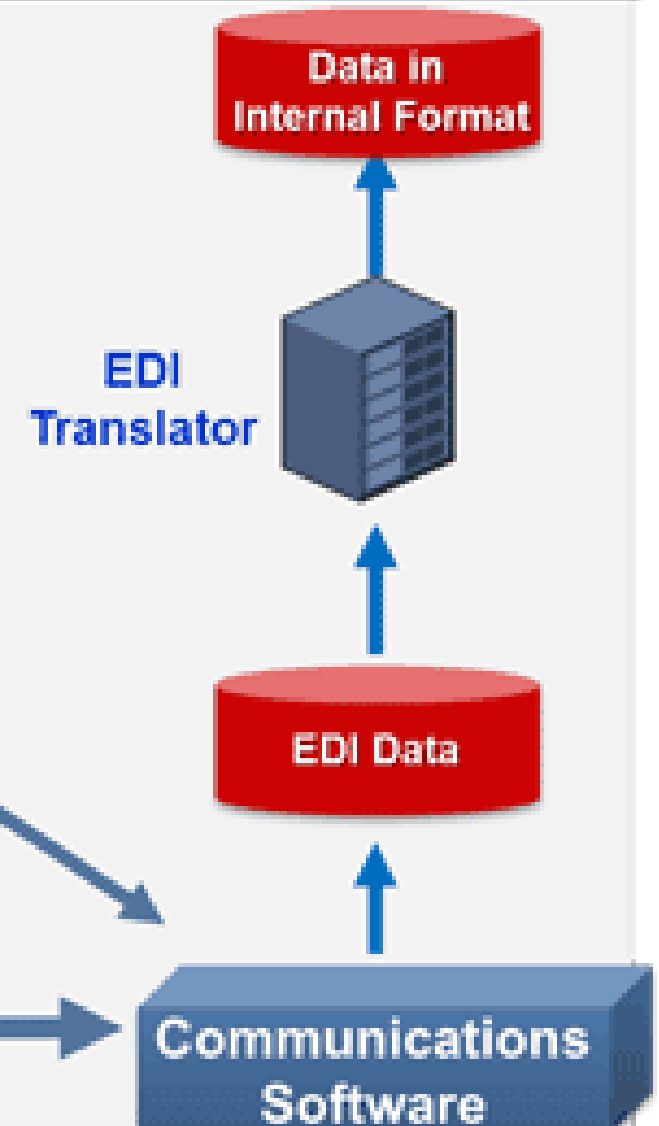 Data in
Internal Format
EDI
Translator
EDI Data
Communications
Software